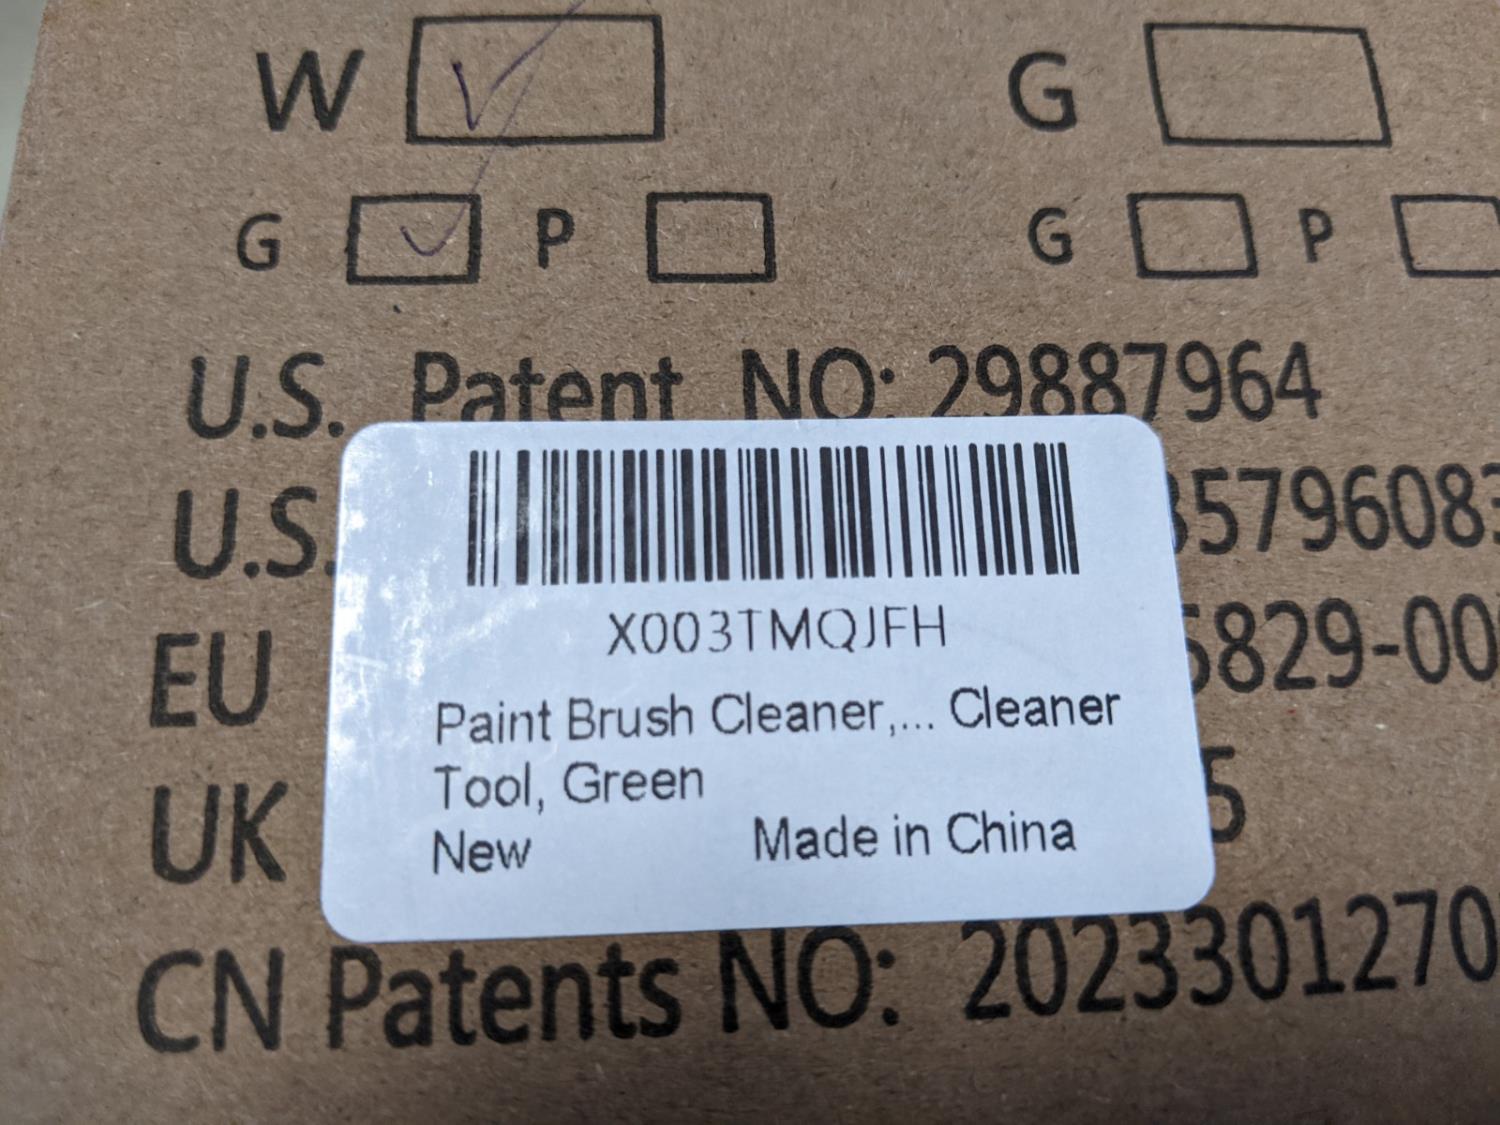 W G
G P G P
U.S. Patent NO: 29887964
U.S.
EU 5829-00
UK 5
X003TMQJFH
Paint Brush Cleaner,... Cleaner
Tool, Green
New Made in China
CN Patents NO: 2023301270